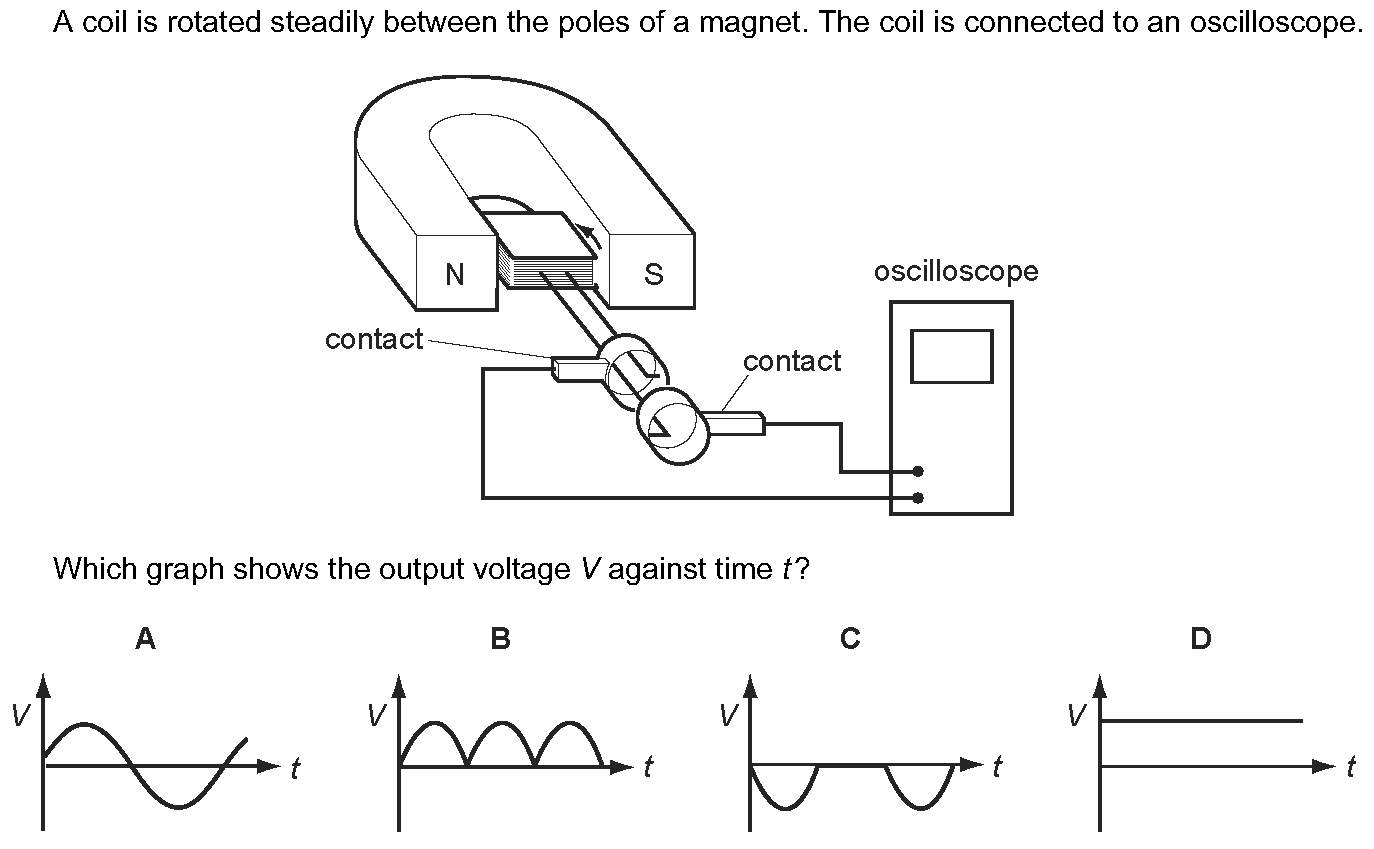 A coil is rotated steadily between the poles of a magnet. The coil is connected to an oscilloscope.
N
S
oscilloscope
contact
contact
Which graph shows the output voltage V against time t?
A
B
C
D
V
t
V
t
V
t
V
t